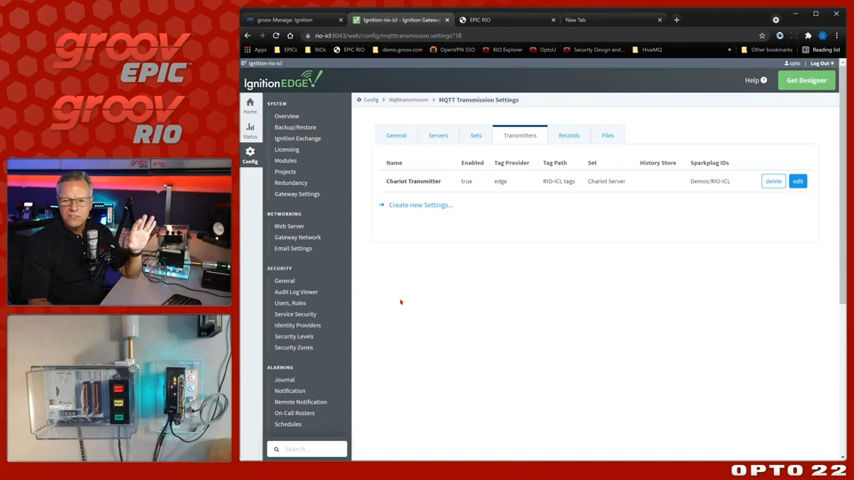 groov
EPIC
groov
RIO
groov Manage: Ignition
Ignition-rio-icl - Ignition Gatew
EPIC RIO
New Tab
rio-icl:8043/web/config/mqtttransmission.settings?18
Apps
EPICs
RIOs
EPIC RIO
demo.groov.com
OpenVPN SSO
RIO Explorer
OptoU
Security Design and...
HiveMQ
Other bookmarks
Reading list
Ignition-rio-icl
opto
Log Out
IgnitionEDGE!
Help
Get Designer
Home
Status
Config
SYSTEM
Overview
Backup/Restore
Ignition Exchange
Licensing
Modules
Projects
Redundancy
Gateway Settings
NETWORKING
Web Server
Gateway Network
Email Settings
SECURITY
General
Audit Log Viewer
Users, Roles
Service Security
Identity Providers
Security Levels
Security Zones
ALARMING
Journal
Notification
Remote Notification
On-Call Rosters
Schedules
Search...
Config > Mqtttransmission > MQTT Transmission Settings
General
Servers
Sets
Transmitters
Records
Files
Name
Enabled
Tag Provider
Tag Path
Set
History Store
Sparkplug IDs
Chariot Transmitter
true
edge
RIO-ICL tags
Chariot Server
Demos/RIO-ICL
delete
edit
Create new Settings...
OPTO 22